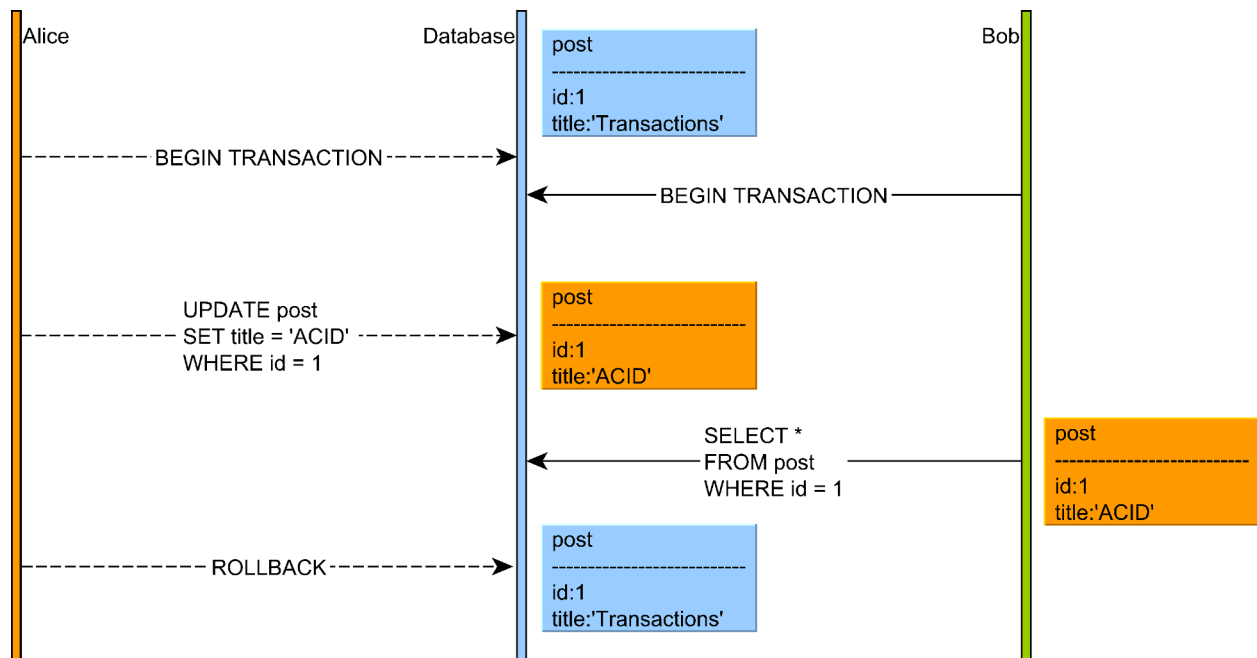 Alice
Database
Bob
post
---------------------------
id:1
title:'Transactions'
BEGIN TRANSACTION
BEGIN TRANSACTION
UPDATE post
SET title = 'ACID'
WHERE id = 1
post
---------------------------
id:1
title:'ACID'
SELECT *
FROM post
WHERE id = 1
post
---------------------------
id:1
title:'ACID'
ROLLBACK
post
---------------------------
id:1
title:'Transactions'